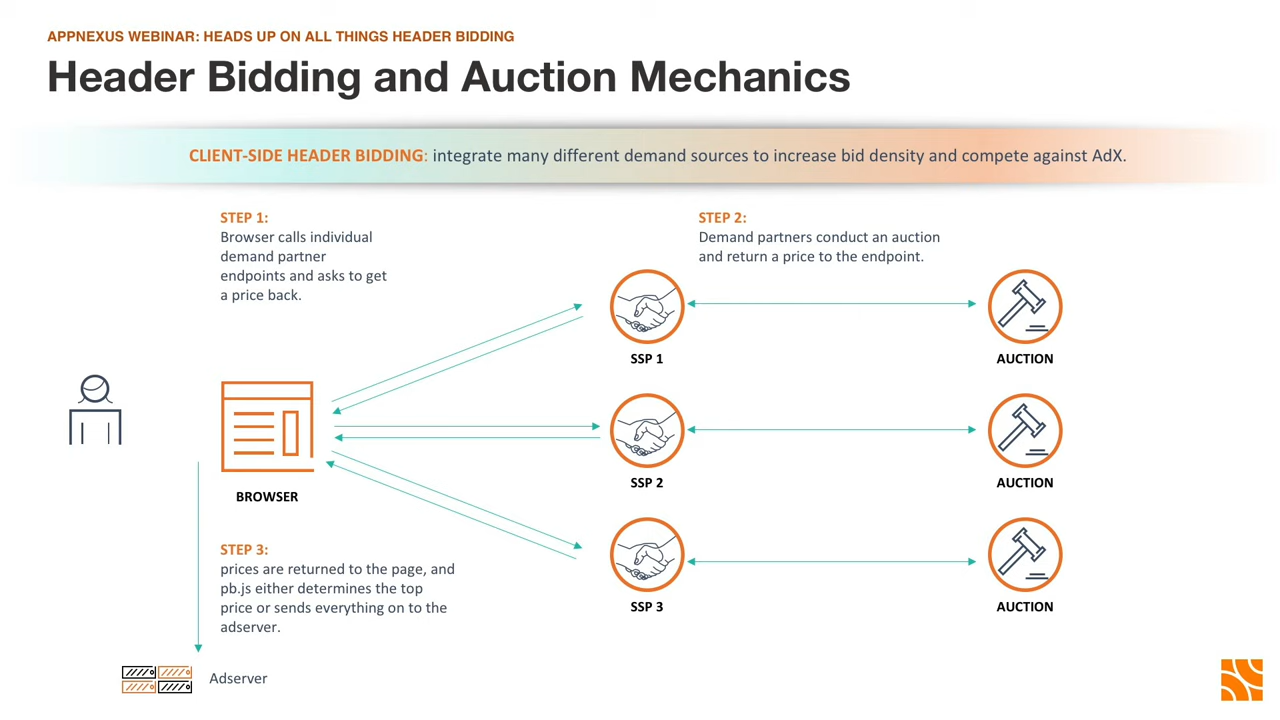 APPNEXUS WEBINAR: HEADS UP ON ALL THINGS HEADER BIDDING
Header Bidding and Auction Mechanics
CLIENT-SIDE HEADER BIDDING: integrate many different demand sources to increase bid density and compete against AdX.
STEP 1:
Browser calls individual
demand partner
endpoints and asks to get
a price back.
STEP 2:
Demand partners conduct an auction
and return a price to the endpoint.
SSP 1
AUCTION
SSP 2
AUCTION
BROWSER
STEP 3:
prices are returned to the page, and
pb.js either determines the top
price or sends everything on to the
adserver.
SSP 3
AUCTION
Adserver